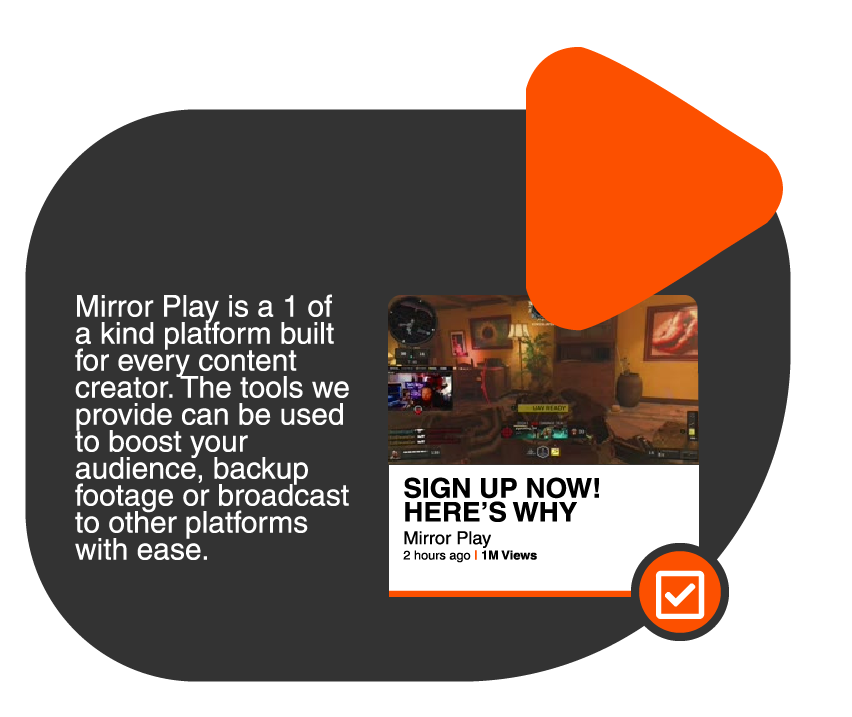 Mirror Play is a 1 of
a kind platform built
for every content
creator. The tools we
provide can be used
to boost your
audience, backup
footage or broadcast
to other platforms
with ease.
UAV READY
SIGN UP NOW!
HERE'S WHY
Mirror Play
2 hours ago | 1M Views